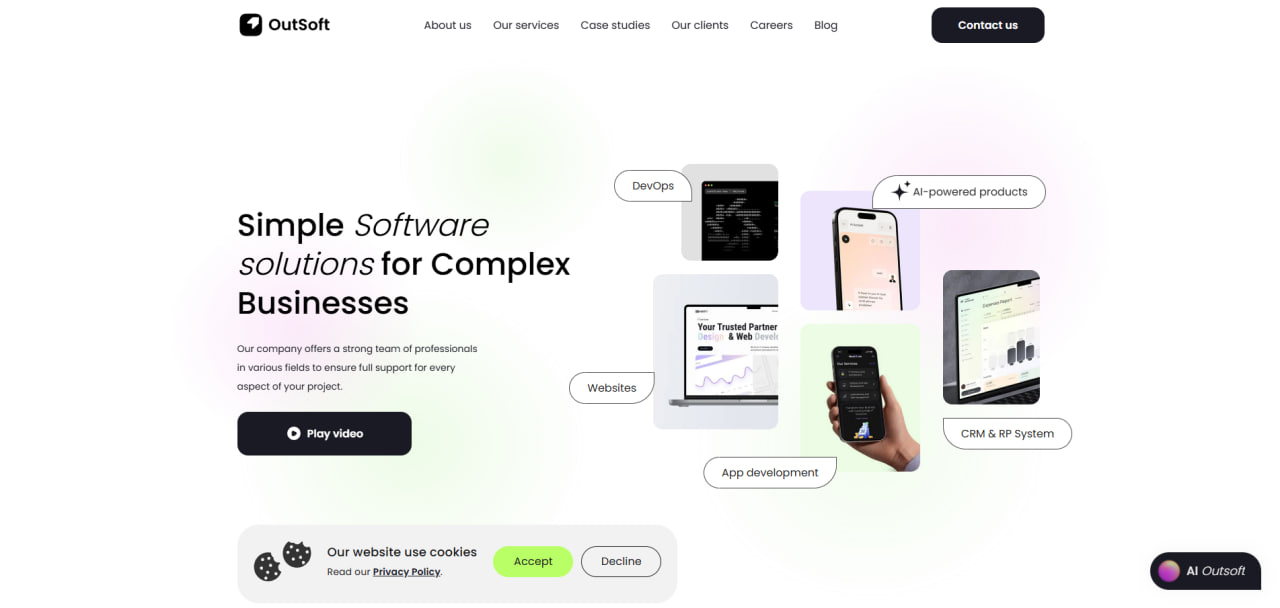 OutSoft
About us
Our services
Case studies
Our clients
Careers
Blog
Contact us
DevOps
AI-powered products
Simple Software
solutions for Complex
Businesses
Your Trusted Partner
Design & Web Develo
Expenses Report
Our company offers a strong team of professionals
in various fields to ensure full support for every
aspect of your project.
Websites
Play video
CRM & RP System
App development
Our website use cookies
Read our Privacy Policy.
Accept
Decline
AI Outsoft